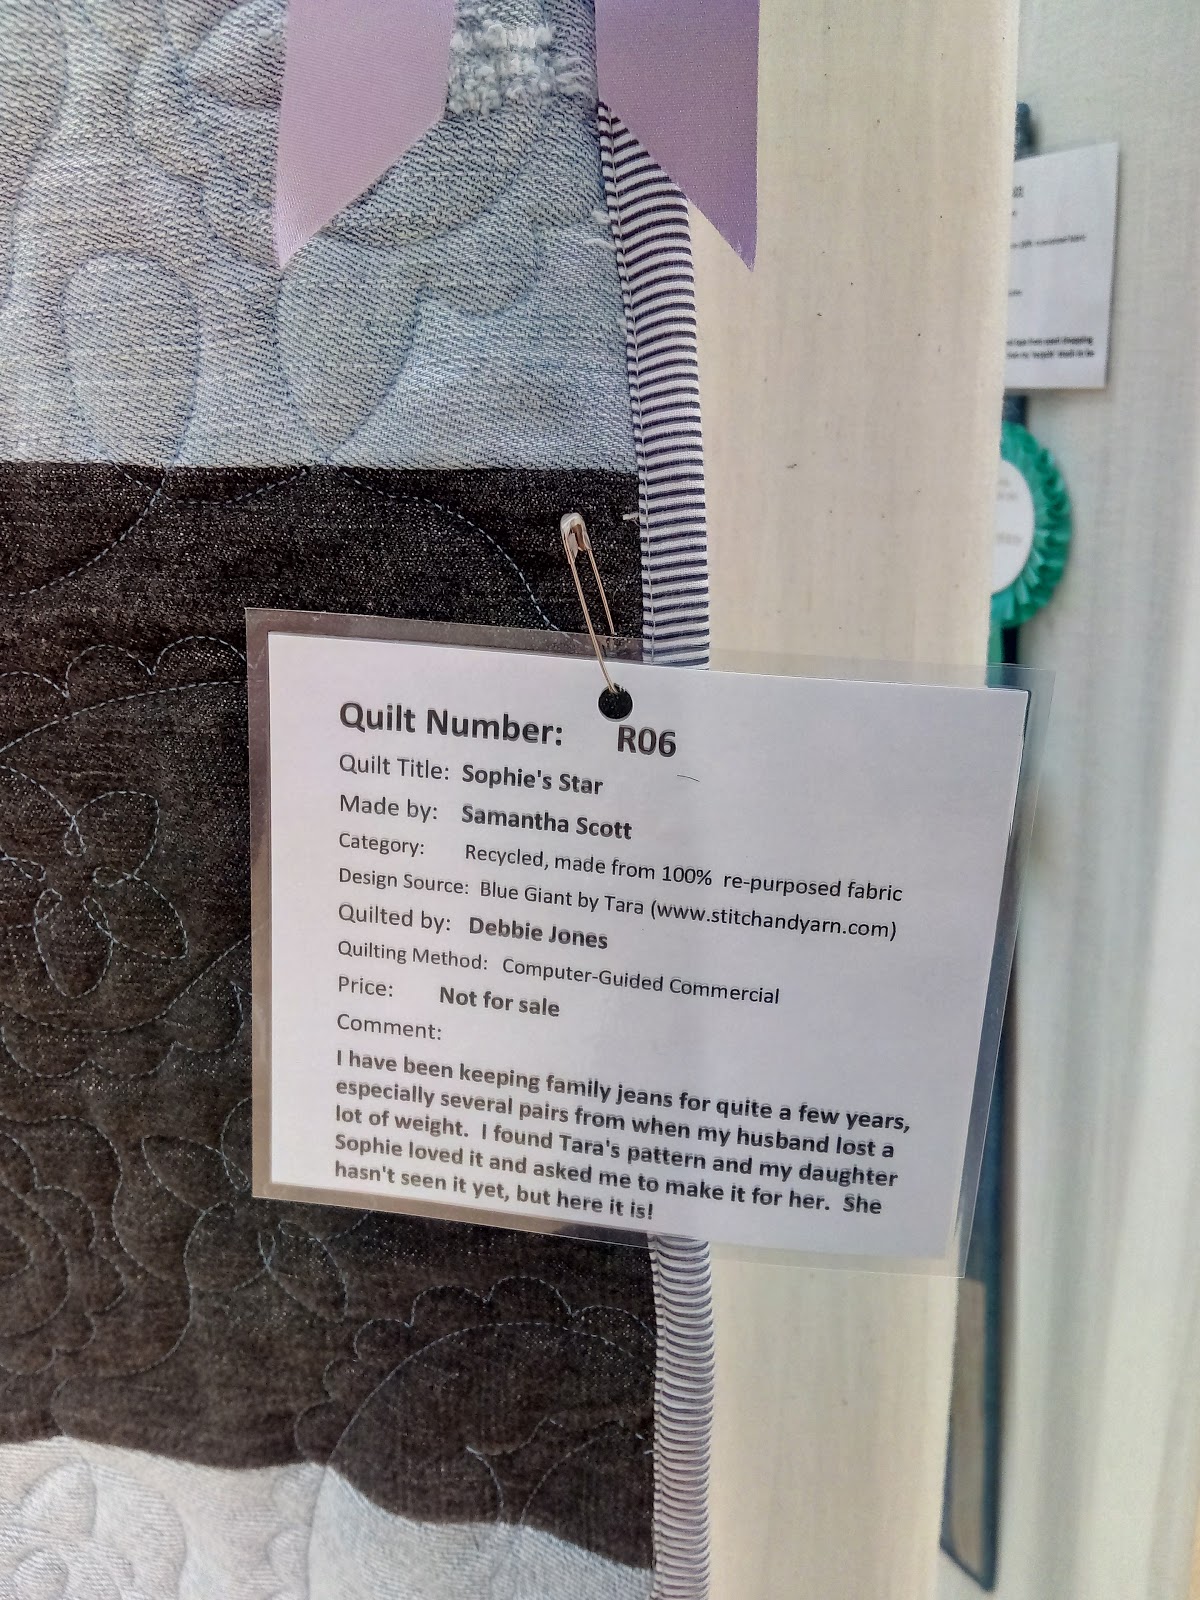 Quilt Number: R06
Quilt Title: Sophie's Star
Made by: Samantha Scott
Category: Recycled, made from 100% re-purposed fabric
Design Source: Blue Giant by Tara (www.stitchandyarn.com)
Quilted by: Debbie Jones
Quilting Method: Computer-Guided Commercial
Price: Not for sale
Comment:
I have been keeping family jeans for quite a few years,
especially several pairs from when my husband lost a
lot of weight. I found Tara's pattern and my daughter
Sophie loved it and asked me to make it for her. She
hasn't seen it yet, but here it is!